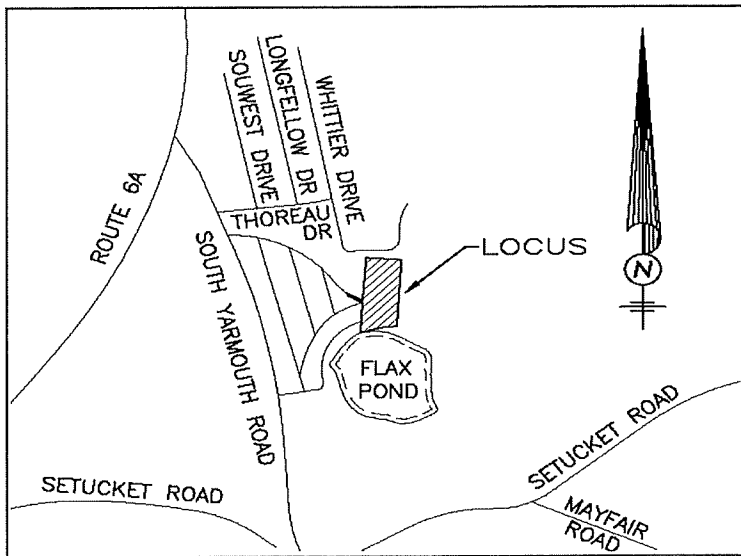 ROUTE 6A
SOUWEST DRIVE
LONGFELLOW DR
WHITTIER DRIVE
THOREAU
DR
SOUTH YARMOUTH ROAD
LOCUS
N
FLAX
POND
SETUCKET ROAD
SETUCKET ROAD
MAYFAIR
ROAD